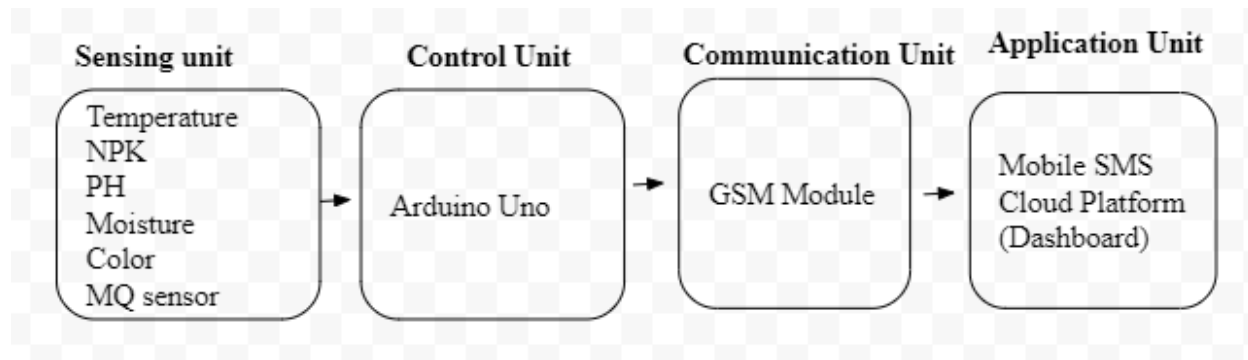 Sensing unit
Temperature
NPK
PH
Moisture
Color
MQ sensor
Control Unit
Arduino Uno
Communication Unit
GSM Module
Application Unit
Mobile SMS
Cloud Platform
(Dashboard)